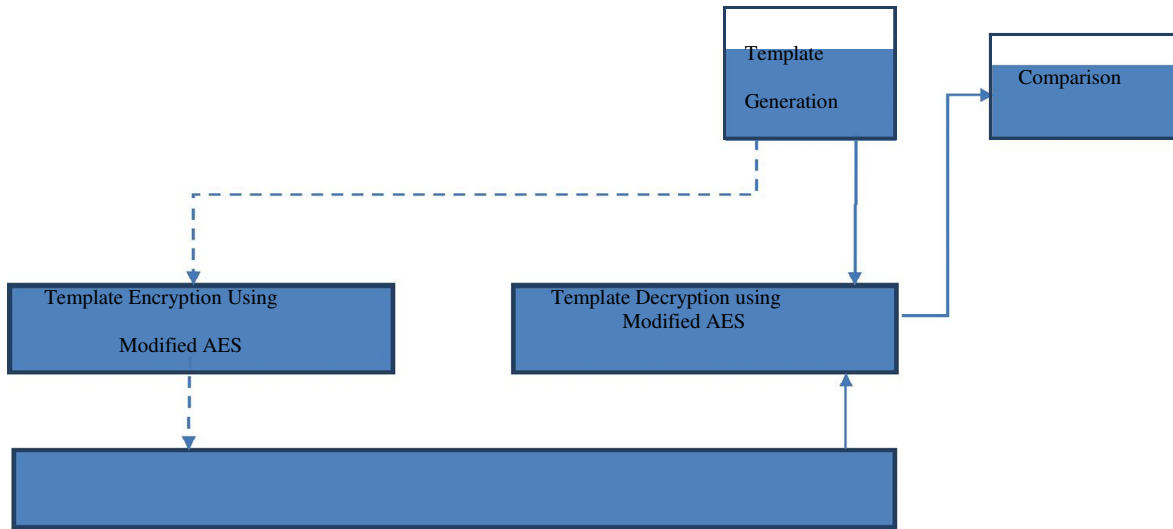 Template
Generation
Comparison
Template Encryption Using
Modified AES
Template Decryption using
Modified AES